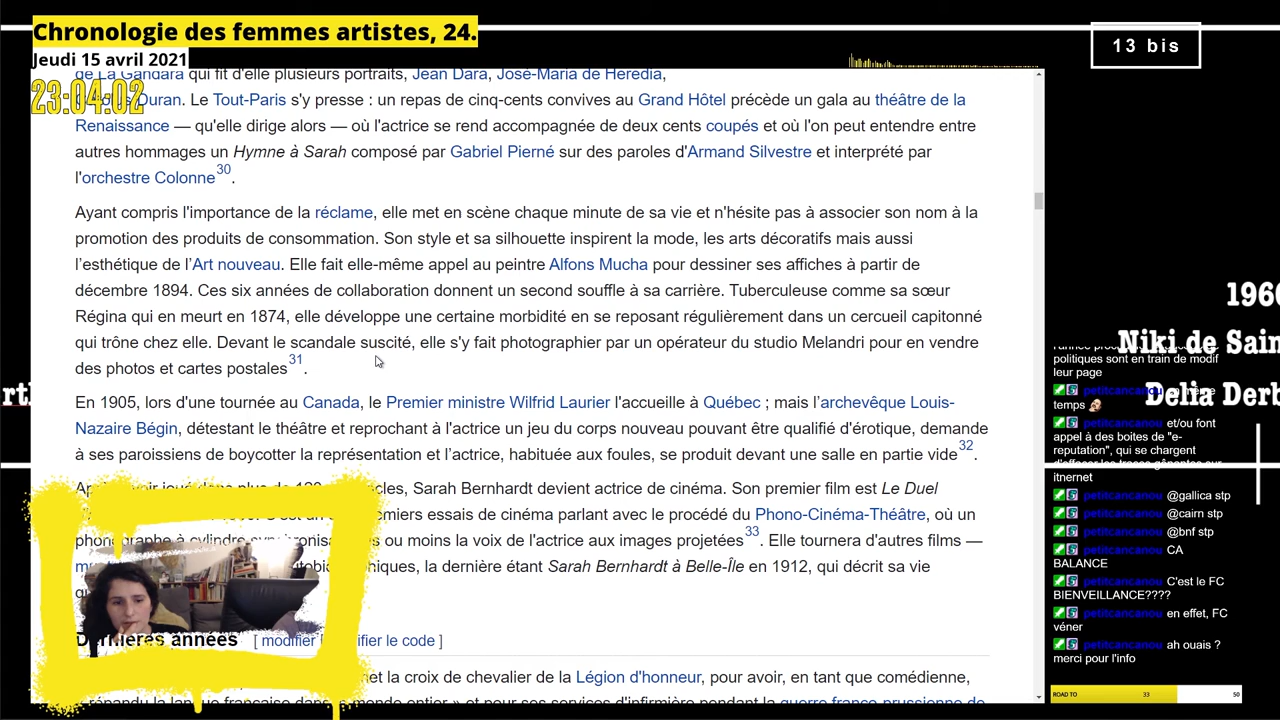 Chronologie des femmes artistes, 24.
Jeudi 15 avril 2021
23:04:02
13 bis
de La Gandara qui fit d'elle plusieurs portraits, Jean Dara, José-Maria de Heredia,
Duran. Le Tout-Paris s'y presse : un repas de cinq-cents convives au Grand Hôtel précède un gala au théâtre de la
Renaissance — qu'elle dirige alors — où l'actrice se rend accompagnée de deux cents coupés et où l'on peut entendre entre
autres hommages un Hymne à Sarah composé par Gabriel Pierné sur des paroles d'Armand Silvestre et interprété par
l'orchestre Colonne30.
Ayant compris l'importance de la réclame, elle met en scène chaque minute de sa vie et n'hésite pas à associer son nom à la
promotion des produits de consommation. Son style et sa silhouette inspirent la mode, les arts décoratifs mais aussi
l'esthétique de l'Art nouveau. Elle fait elle-même appel au peintre Alfons Mucha pour dessiner ses affiches à partir de
décembre 1894. Ces six années de collaboration donnent un second souffle à sa carrière. Tuberculeuse comme sa sœur
Régina qui en meurt en 1874, elle développe une certaine morbidité en se reposant régulièrement dans un cercueil capitonné
qui trône chez elle. Devant le scandale suscité, elle s'y fait photographier par un opérateur du studio Melandri pour en vendre
des photos et cartes postales31.
En 1905, lors d'une tournée au Canada, le Premier ministre Wilfrid Laurier l'accueille à Québec ; mais l'archevêque Louis-
Nazaire Bégin, détestant le théâtre et reprochant à l'actrice un jeu du corps nouveau pouvant être qualifié d'érotique, demande
à ses paroissiens de boycotter la représentation et l'actrice, habituée aux foules, se produit devant une salle en partie vide32.
Sarah Bernhardt devient actrice de cinéma. Son premier film est Le Duel
essais de cinéma parlant avec le procédé du Phono-Cinéma-Théâtre, où un
ou moins la voix de l'actrice aux images projetées33. Elle tournera d'autres films —
la dernière étant Sarah Bernhardt à Belle-Île en 1912, qui décrit sa vie
Dernières années [ modifier le code ]
la croix de chevalier de la Légion d'honneur, pour avoir, en tant que comédienne,
1960
Niki de Sain
Delia Derb
politiques sont en train de modif
leur page
petitcancanou
temps
petitcancanou et/ou font
appel à des boites de "e-
reputation", qui se chargent
itnernet
petitcancanou @gallica stp
petitcancanou @cairn stp
petitcancanou @bnf stp
petitcancanou CA
BALANCE
petitcancanou C'est le FC
BIENVEILLANCE????
petitcancanou en effet, FC
véner
petitcancanou ah ouais ?
merci pour l'info
ROAD TO 33 50